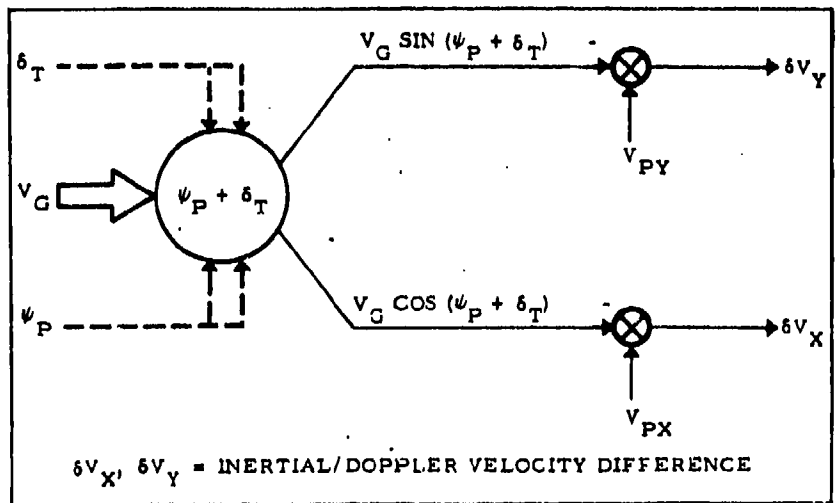 δT
VG
ψP
ψP + δT
VG SIN (ψP + δT)
-
δVY
VPY
VG COS (ψP + δT)
-
δVX
VPX
δVX, δVY = INERTIAL/DOPPLER VELOCITY DIFFERENCE